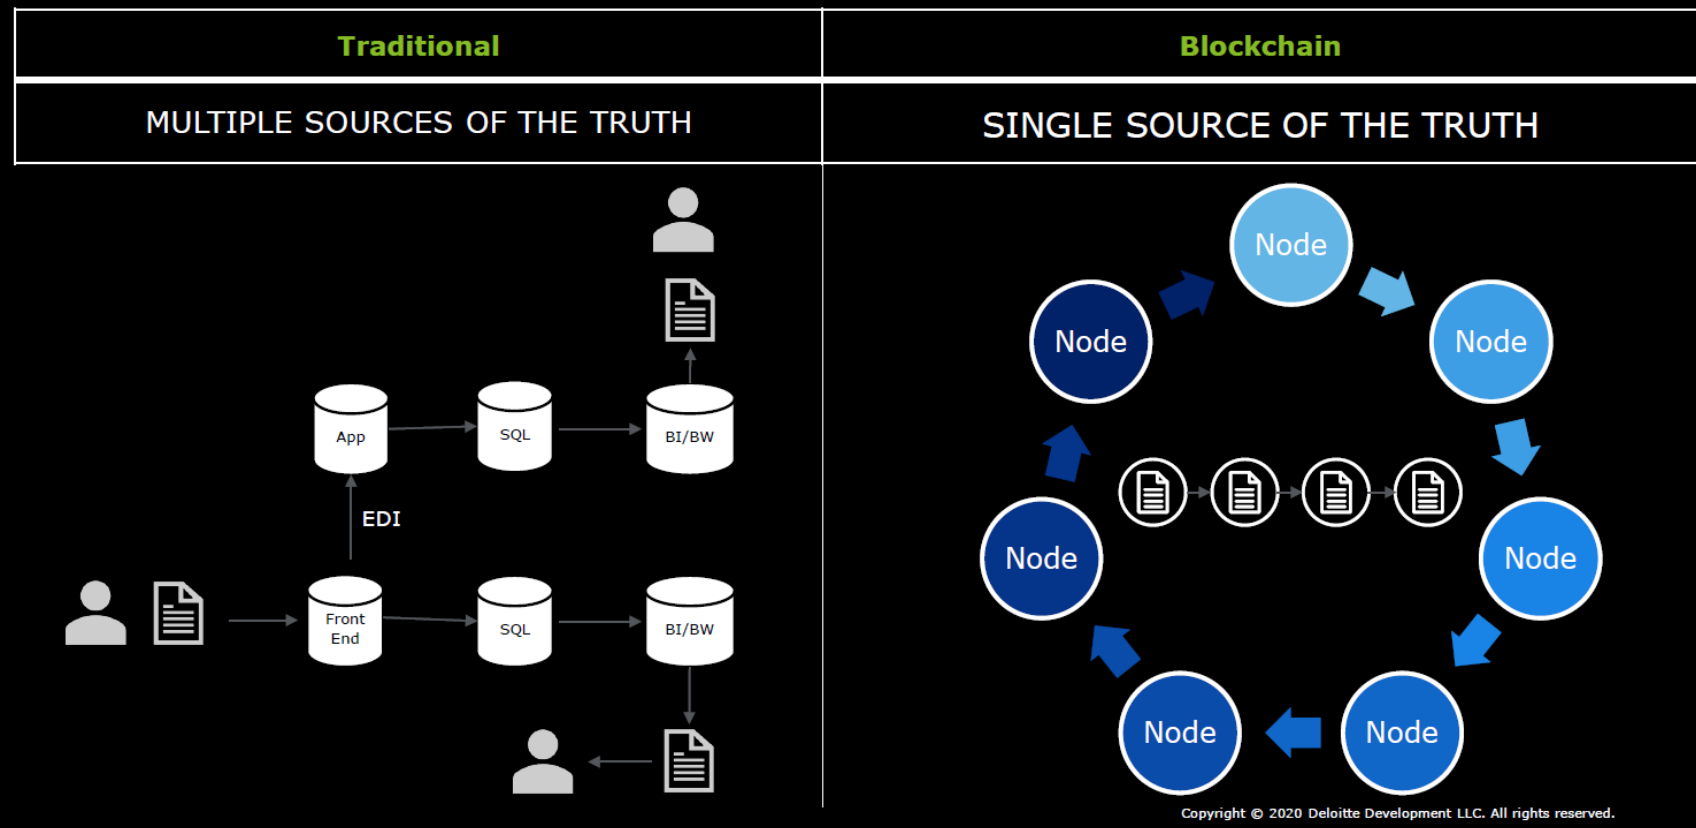 Traditional
Blockchain
MULTIPLE SOURCES OF THE TRUTH
SINGLE SOURCE OF THE TRUTH
App
SQL
BI/BW
EDI
Front
End
SQL
BI/BW
Node
Node
Node
Node
Node
Node
Node
Copyright © 2020 Deloitte Development LLC. All rights reserved.